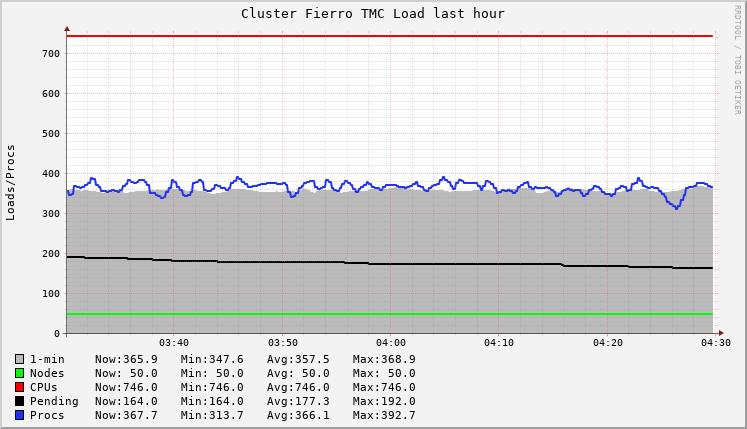 Cluster Fierro TMC Load last hour
RRDTOOL / TOBI OETIKER
Loads/Procs
700
600
500
400
300
200
100
0
03:40 03:50 04:00 04:10 04:20 04:30
1-min Now:365.9 Min:347.6 Avg:357.5 Max:368.9
Nodes Now: 50.0 Min: 50.0 Avg: 50.0 Max: 50.0
CPUs Now:746.0 Min:746.0 Avg:746.0 Max:746.0
Pending Now:164.0 Min:164.0 Avg:177.3 Max:192.0
Procs Now:367.7 Min:313.7 Avg:366.1 Max:392.7